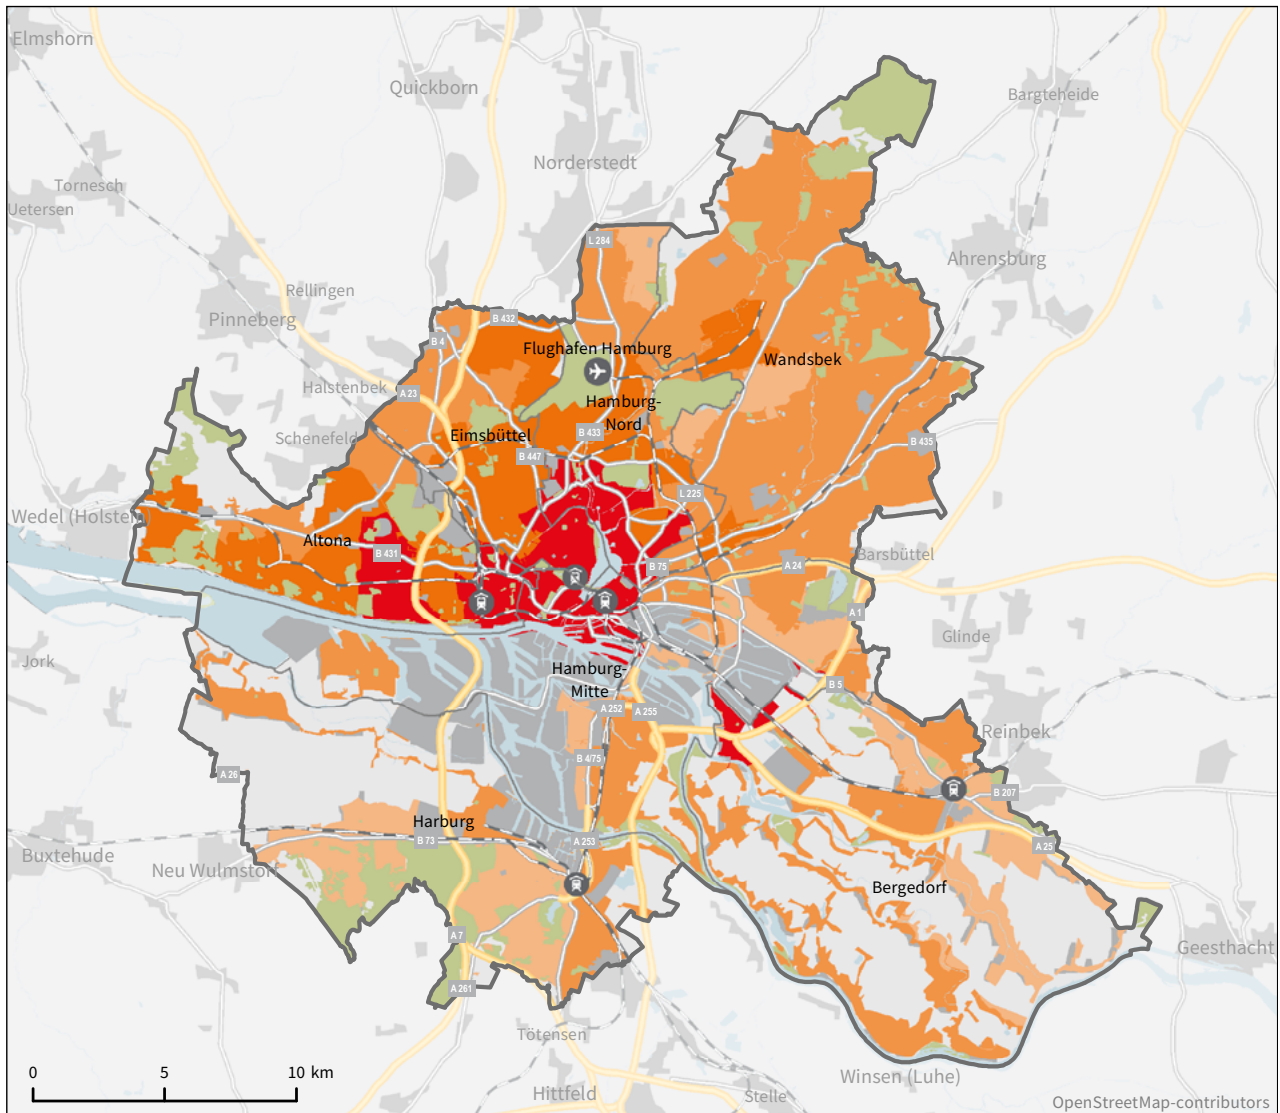 Elmshorn
Quickborn
Bargteheide
Norderstedt
Tornesch
Uetersen
L 284
Ahrensburg
Rellingen
Pinneberg
B 432
B 4
Flughafen Hamburg
Wandsbek
Halstenbek
A 23
Hamburg-
Nord
Schenefeld
Eimsbüttel
B 433
B 435
B 447
L 225
Wedel (Holstein
Altona
B 431
Barsbüttel
B 75
A 24
A 1
Glinde
Jork
Hamburg-
Mitte
B 5
A 252
A 255
Reinbek
B 4/75
A 26
B 207
Harburg
B 73
A 253
A 25
Buxtehude
Neu Wulmstorf
Bergedorf
A 7
Geesthacht
A 261
Tötensen
0
5
10 km
Winsen (Luhe)
Hittfeld
Stelle
OpenStreetMap-contributors